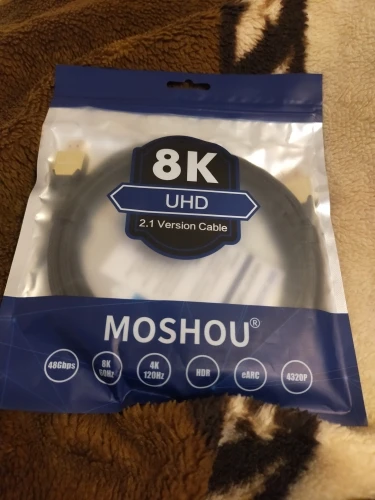 8K
UHD
2.1 Version Cable
MOSHOU®
48Gbps
8K
60Hz
4K
120Hz
HDR
eARC
4320P